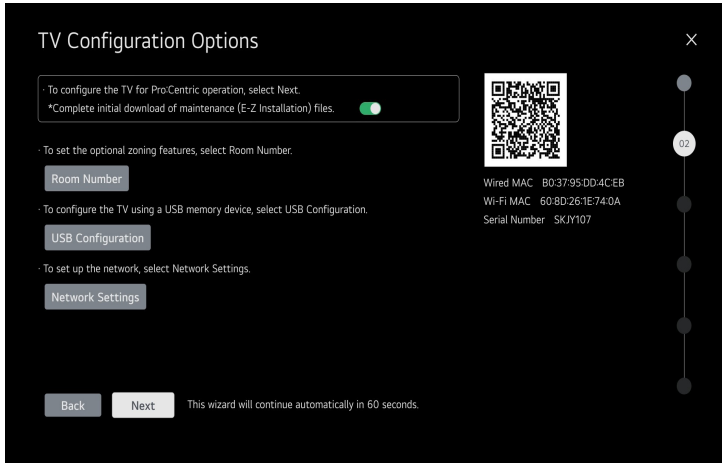 TV Configuration Options
X
· To configure the TV for Pro:Centric operation, select Next.
*Complete initial download of maintenance (E-Z Installation) files.
02
· To set the optional zoning features, select Room Number.
Room Number
Wired MAC B0:37:95:DD:4C:EB
Wi-Fi MAC 60:8D:26:1E:74:0A
Serial Number SKJY107
· To configure the TV using a USB memory device, select USB Configuration.
USB Configuration
· To set up the network, select Network Settings.
Network Settings
Back
Next
This wizard will continue automatically in 60 seconds.